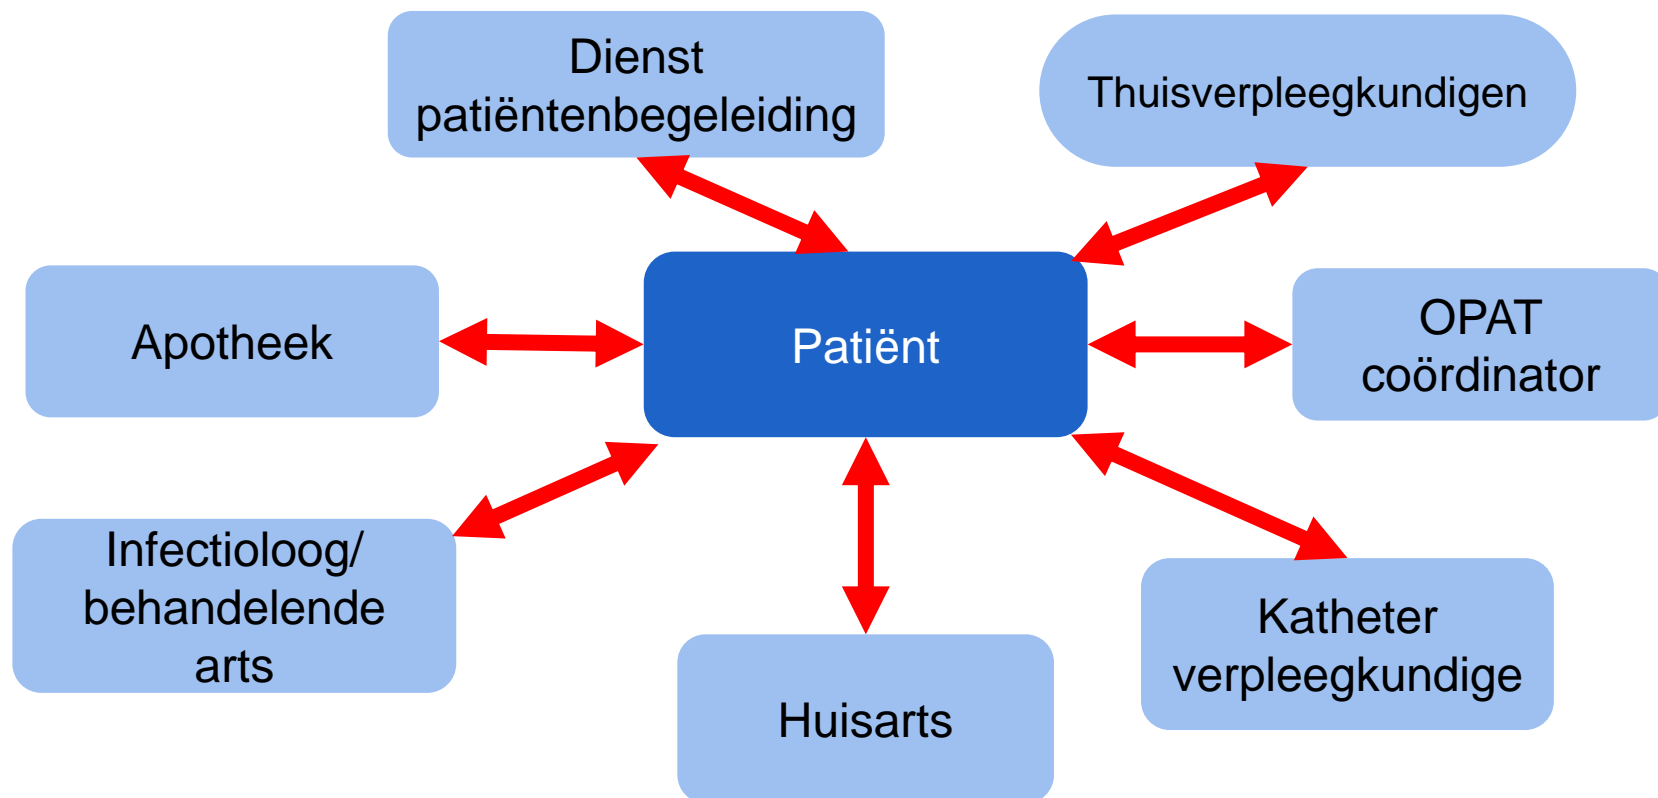 Dienst
patiëntenbegeleiding
Thuisverpleegkundigen
Apotheek
Patiënt
OPAT
coördinator
Infectioloog/
behandelende
arts
Katheter
verpleegkundige
Huisarts